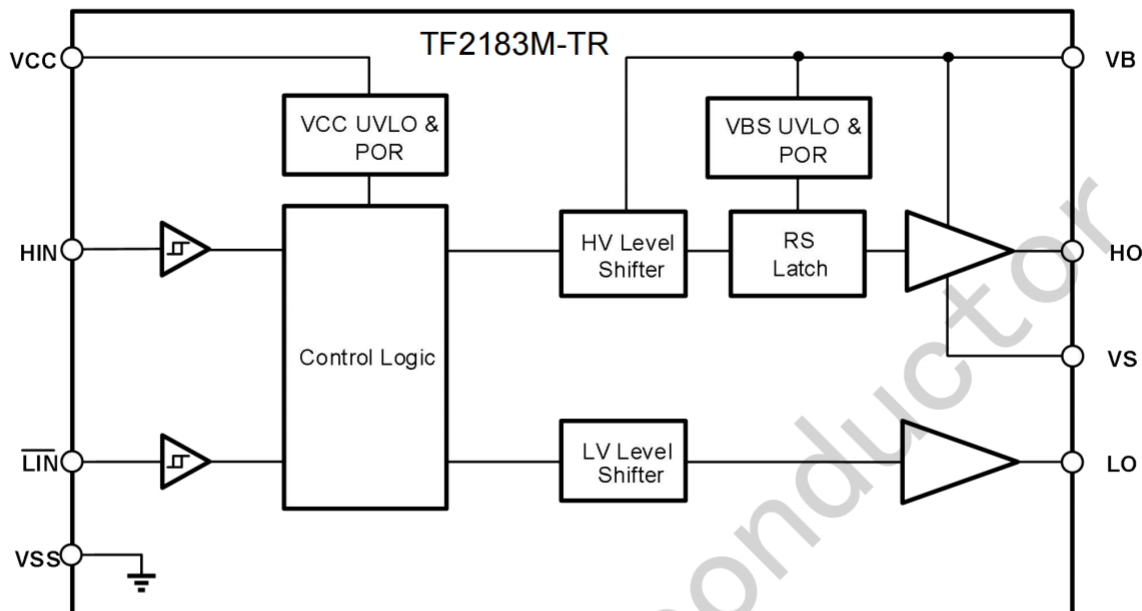 TF2183M-TR
VCC
VB
VCC UVLO &
POR
VBS UVLO &
POR
HIN
HV Level
Shifter
RS
Latch
HO
Control Logic
VS
LIN
LV Level
Shifter
LO
VSS
onductor